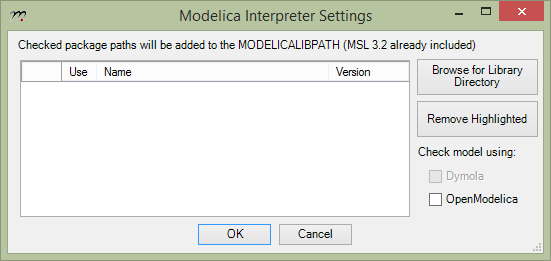 Modelica Interpreter Settings
Checked package paths will be added to the MODELICALIBPATH (MSL 3.2 already included)
Use Name Version
Browse for Library
Directory
Remove Highlighted
Check model using:
Dymola
OpenModelica
OK Cancel